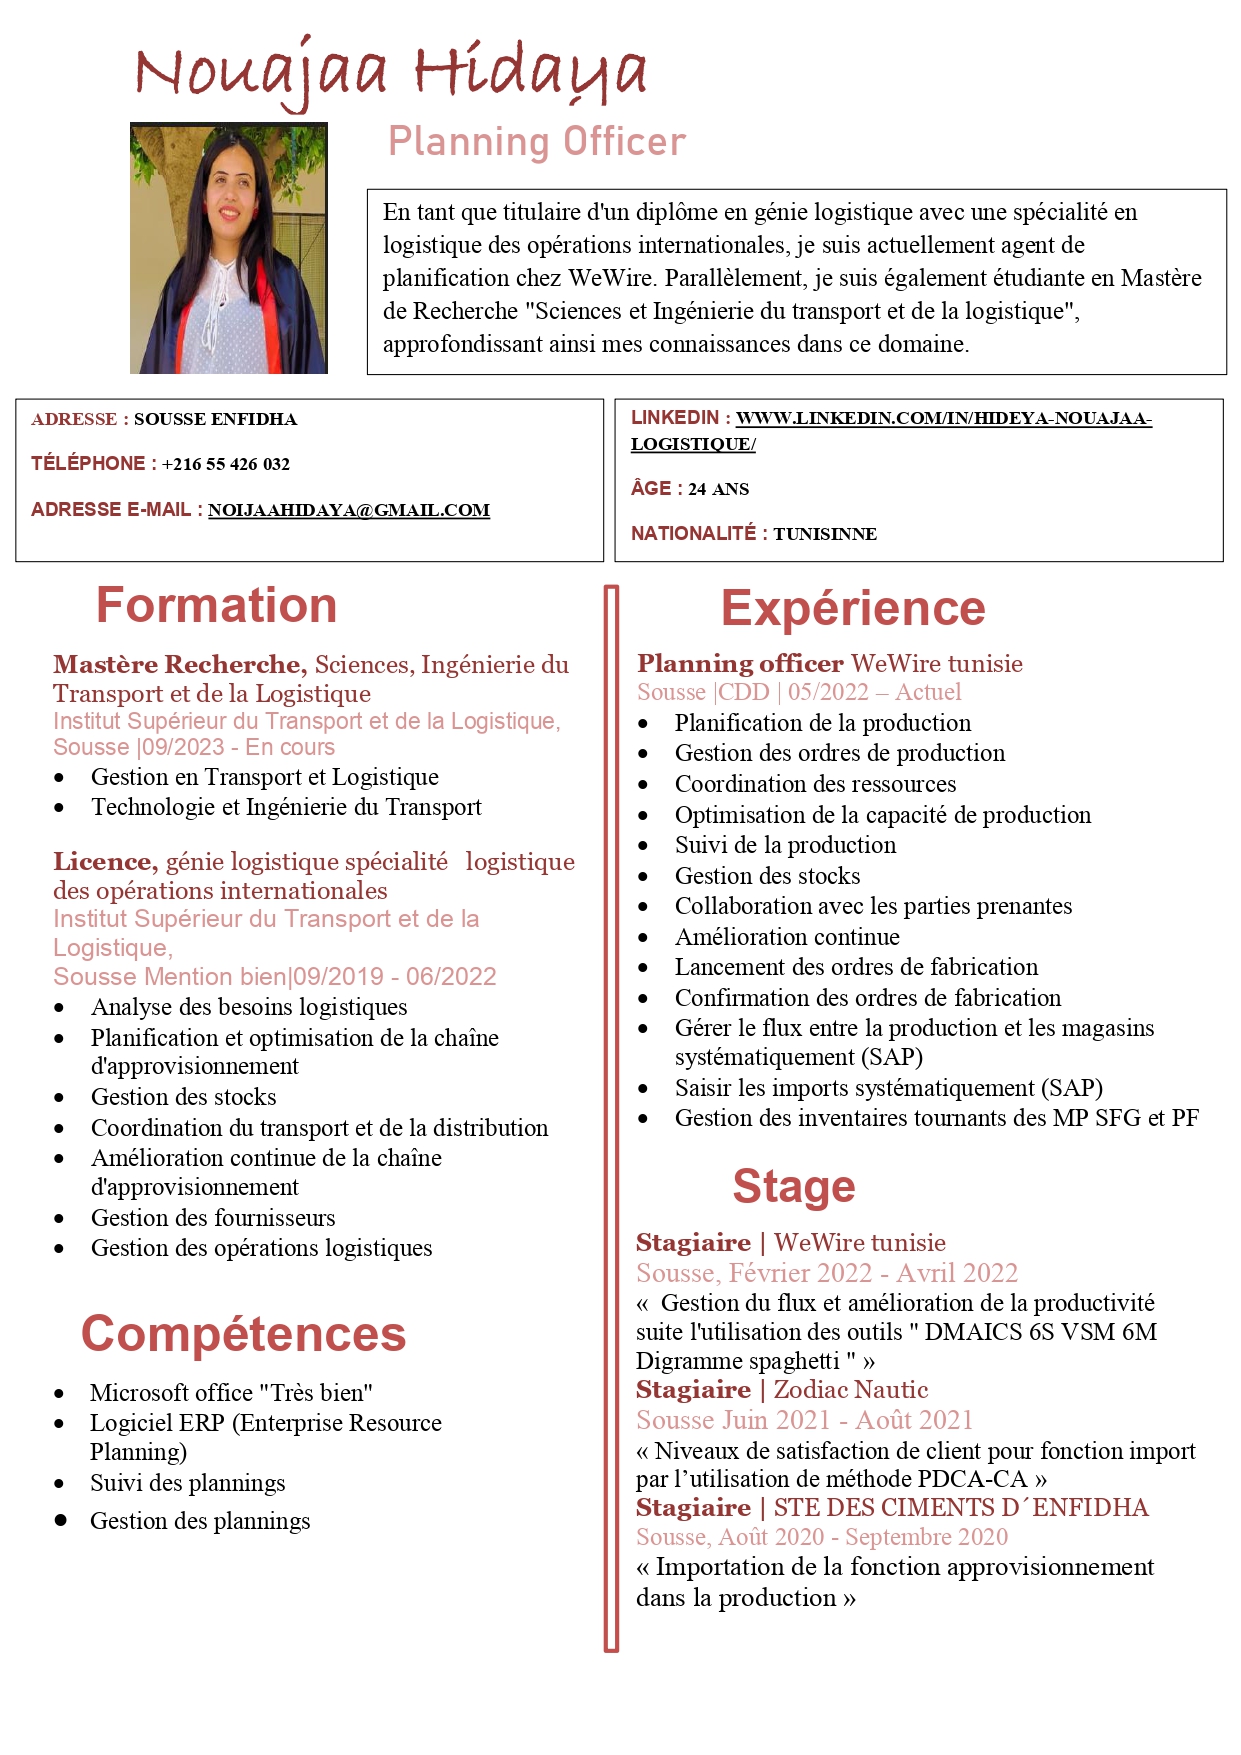 Nouajaa Hidaya
Planning Officer
En tant que titulaire d'un diplôme en génie logistique avec une spécialité en
logistique des opérations internationales, je suis actuellement agent de
planification chez WeWire. Parallèlement, je suis également étudiante en Mastère
de Recherche "Sciences et Ingénierie du transport et de la logistique",
approfondissant ainsi mes connaissances dans ce domaine.
ADRESSE : SOUSSE ENFIDHA
TÉLÉPHONE : +216 55 426 032
ADRESSE E-MAIL : NOIJAAHIDAYA@GMAIL.COM
LINKEDIN : WWW.LINKEDIN.COM/IN/HIDEYA-NOUAJAA-
LOGISTIQUE/
ÂGE : 24 ANS
NATIONALITÉ : TUNISINNE
Formation
Mastère Recherche, Sciences, Ingénierie du
Transport et de la Logistique
Institut Supérieur du Transport et de la Logistique,
Sousse |09/2023 - En cours
• Gestion en Transport et Logistique
• Technologie et Ingénierie du Transport
Licence, génie logistique spécialité logistique
des opérations internationales
Institut Supérieur du Transport et de la
Logistique,
Sousse Mention bien|09/2019 - 06/2022
• Analyse des besoins logistiques
• Planification et optimisation de la chaîne
d'approvisionnement
• Gestion des stocks
• Coordination du transport et de la distribution
• Amélioration continue de la chaîne
d'approvisionnement
• Gestion des fournisseurs
• Gestion des opérations logistiques
Compétences
• Microsoft office "Très bien"
• Logiciel ERP (Enterprise Resource
Planning)
• Suivi des plannings
• Gestion des plannings
Expérience
Planning officer WeWire tunisie
Sousse |CDD | 05/2022 – Actuel
• Planification de la production
• Gestion des ordres de production
• Coordination des ressources
• Optimisation de la capacité de production
• Suivi de la production
• Gestion des stocks
• Collaboration avec les parties prenantes
• Amélioration continue
• Lancement des ordres de fabrication
• Confirmation des ordres de fabrication
• Gérer le flux entre la production et les magasins
systématiquement (SAP)
• Saisir les imports systématiquement (SAP)
• Gestion des inventaires tournants des MP SFG et PF
Stage
Stagiaire | WeWire tunisie
Sousse, Février 2022 - Avril 2022
« Gestion du flux et amélioration de la productivité
suite l'utilisation des outils " DMAICS 6S VSM 6M
Digramme spaghetti " »
Stagiaire | Zodiac Nautic
Sousse Juin 2021 - Août 2021
« Niveaux de satisfaction de client pour fonction import
par l’utilisation de méthode PDCA-CA »
Stagiaire | STE DES CIMENTS D´ENFIDHA
Sousse, Août 2020 - Septembre 2020
« Importation de la fonction approvisionnement
dans la production »